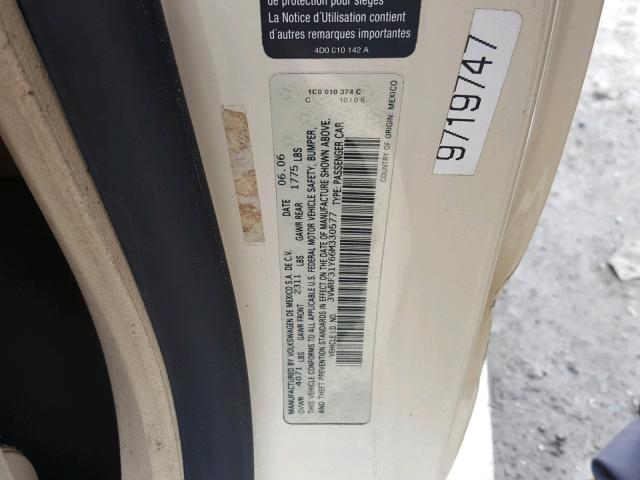 de protection pour sièges
La Notice d'Utilisation contient
d'autres remarques importantes
4D0 010 142 A
1C0 010 374 C
C 10/06
MANUFACTURED BY VOLKSWAGEN DE MEXICO S.A. DE C.V. DATE 06.06
GVWR 4071 LBS GAWR FRONT 2311 LBS GAWR REAR 1775 LBS
THIS VEHICLE CONFORMS TO ALL APPLICABLE U.S. FEDERAL MOTOR VEHICLE SAFETY, BUMPER,
AND THEFT PREVENTION STANDARDS IN EFFECT ON THE DATE OF MANUFACTURE SHOWN ABOVE.
VEHICLE I.D. NO. 3VWRF31Y66M330577 TYPE: PASSENGER CAR
COUNTRY OF ORIGIN: MEXICO
9719747